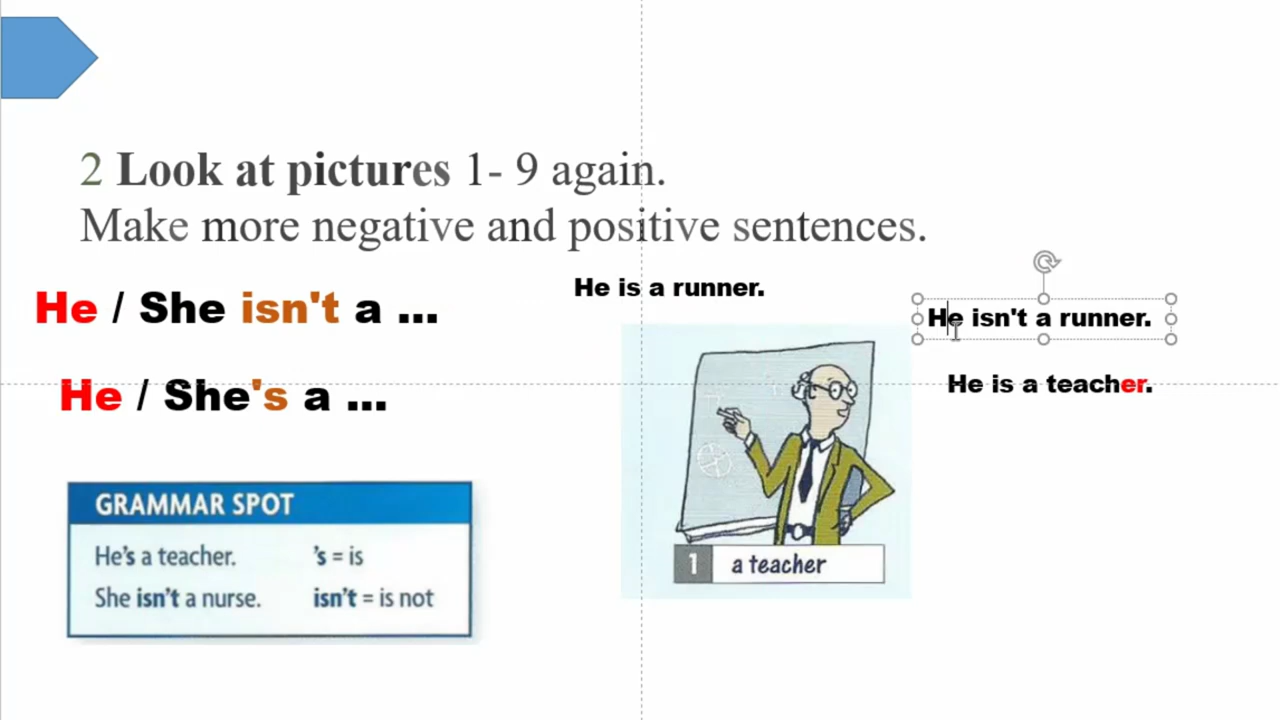 2 Look at pictures 1- 9 again.
Make more negative and positive sentences.
He / She isn't a ...
He / She's a ...
He is a runner.
He isn't a runner.
He is a teacher.
1 a teacher
GRAMMAR SPOT
He's a teacher. 's = is
She isn't a nurse. isn't = is not